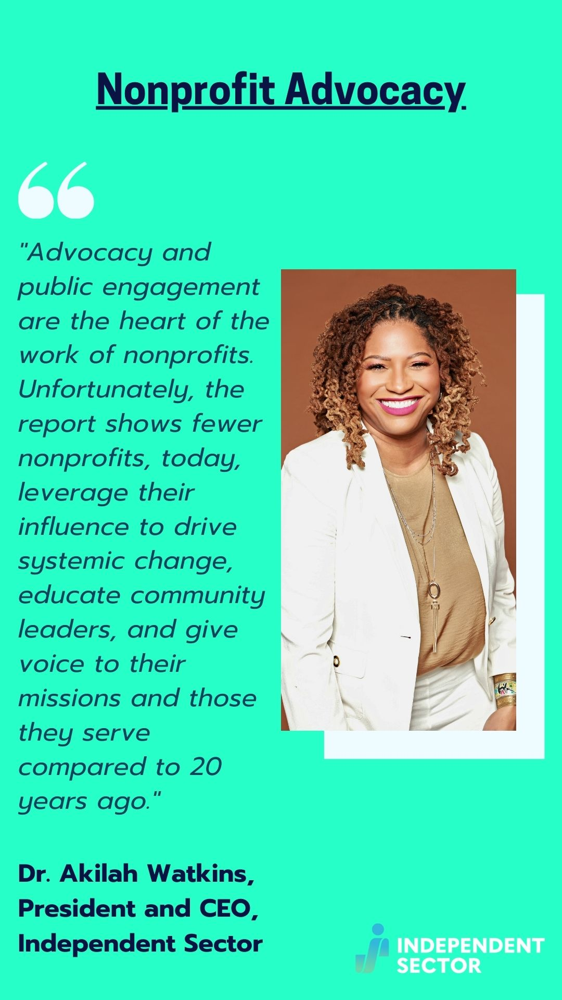 Nonprofit Advocacy
"Advocacy and
public engagement
are the heart of the
work of nonprofits.
Unfortunately, the
report shows fewer
nonprofits, today,
leverage their
influence to drive
systemic change,
educate community
leaders, and give
voice to their
missions and those
they serve
compared to 20
years ago."
Dr. Akilah Watkins,
President and CEO,
Independent Sector
INDEPENDENT
SECTOR